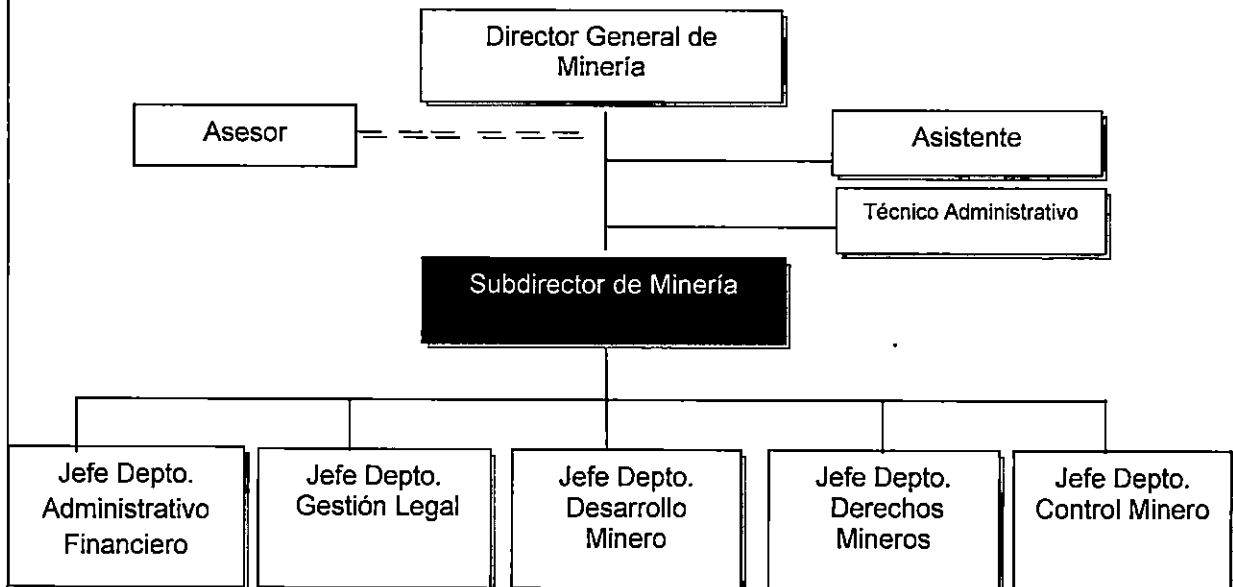 Director General de
Minería
Asesor
Asistente
Técnico Administrativo
Subdirector de Minería
Jefe Depto.
Administrativo
Financiero
Jefe Depto.
Gestión Legal
Jefe Depto.
Desarrollo
Minero
Jefe Depto.
Derechos
Mineros
Jefe Depto.
Control Minero